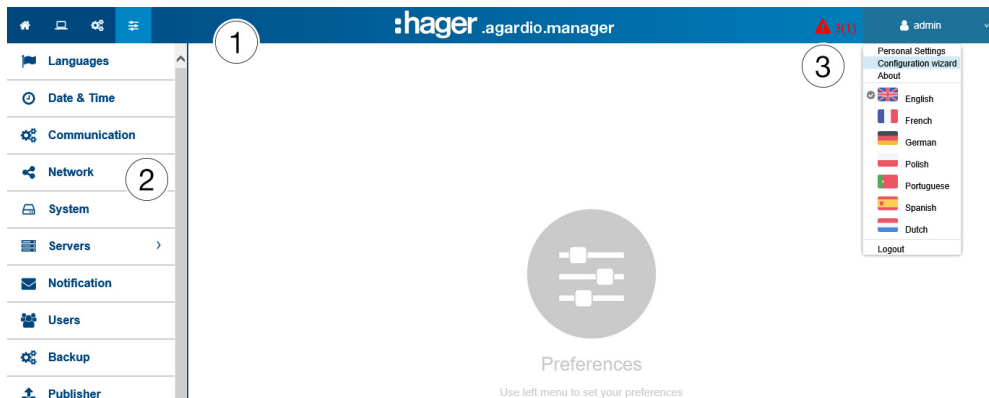 :hager .agardio.manager
3(1)
admin
1
2
3
Languages
Date & Time
Communication
Network
System
Servers
Notification
Users
Backup
Publisher
Personal Settings
Configuration wizard
About
English
French
German
Polish
Portuguese
Spanish
Dutch
Logout
Preferences
Use left menu to set your preferences